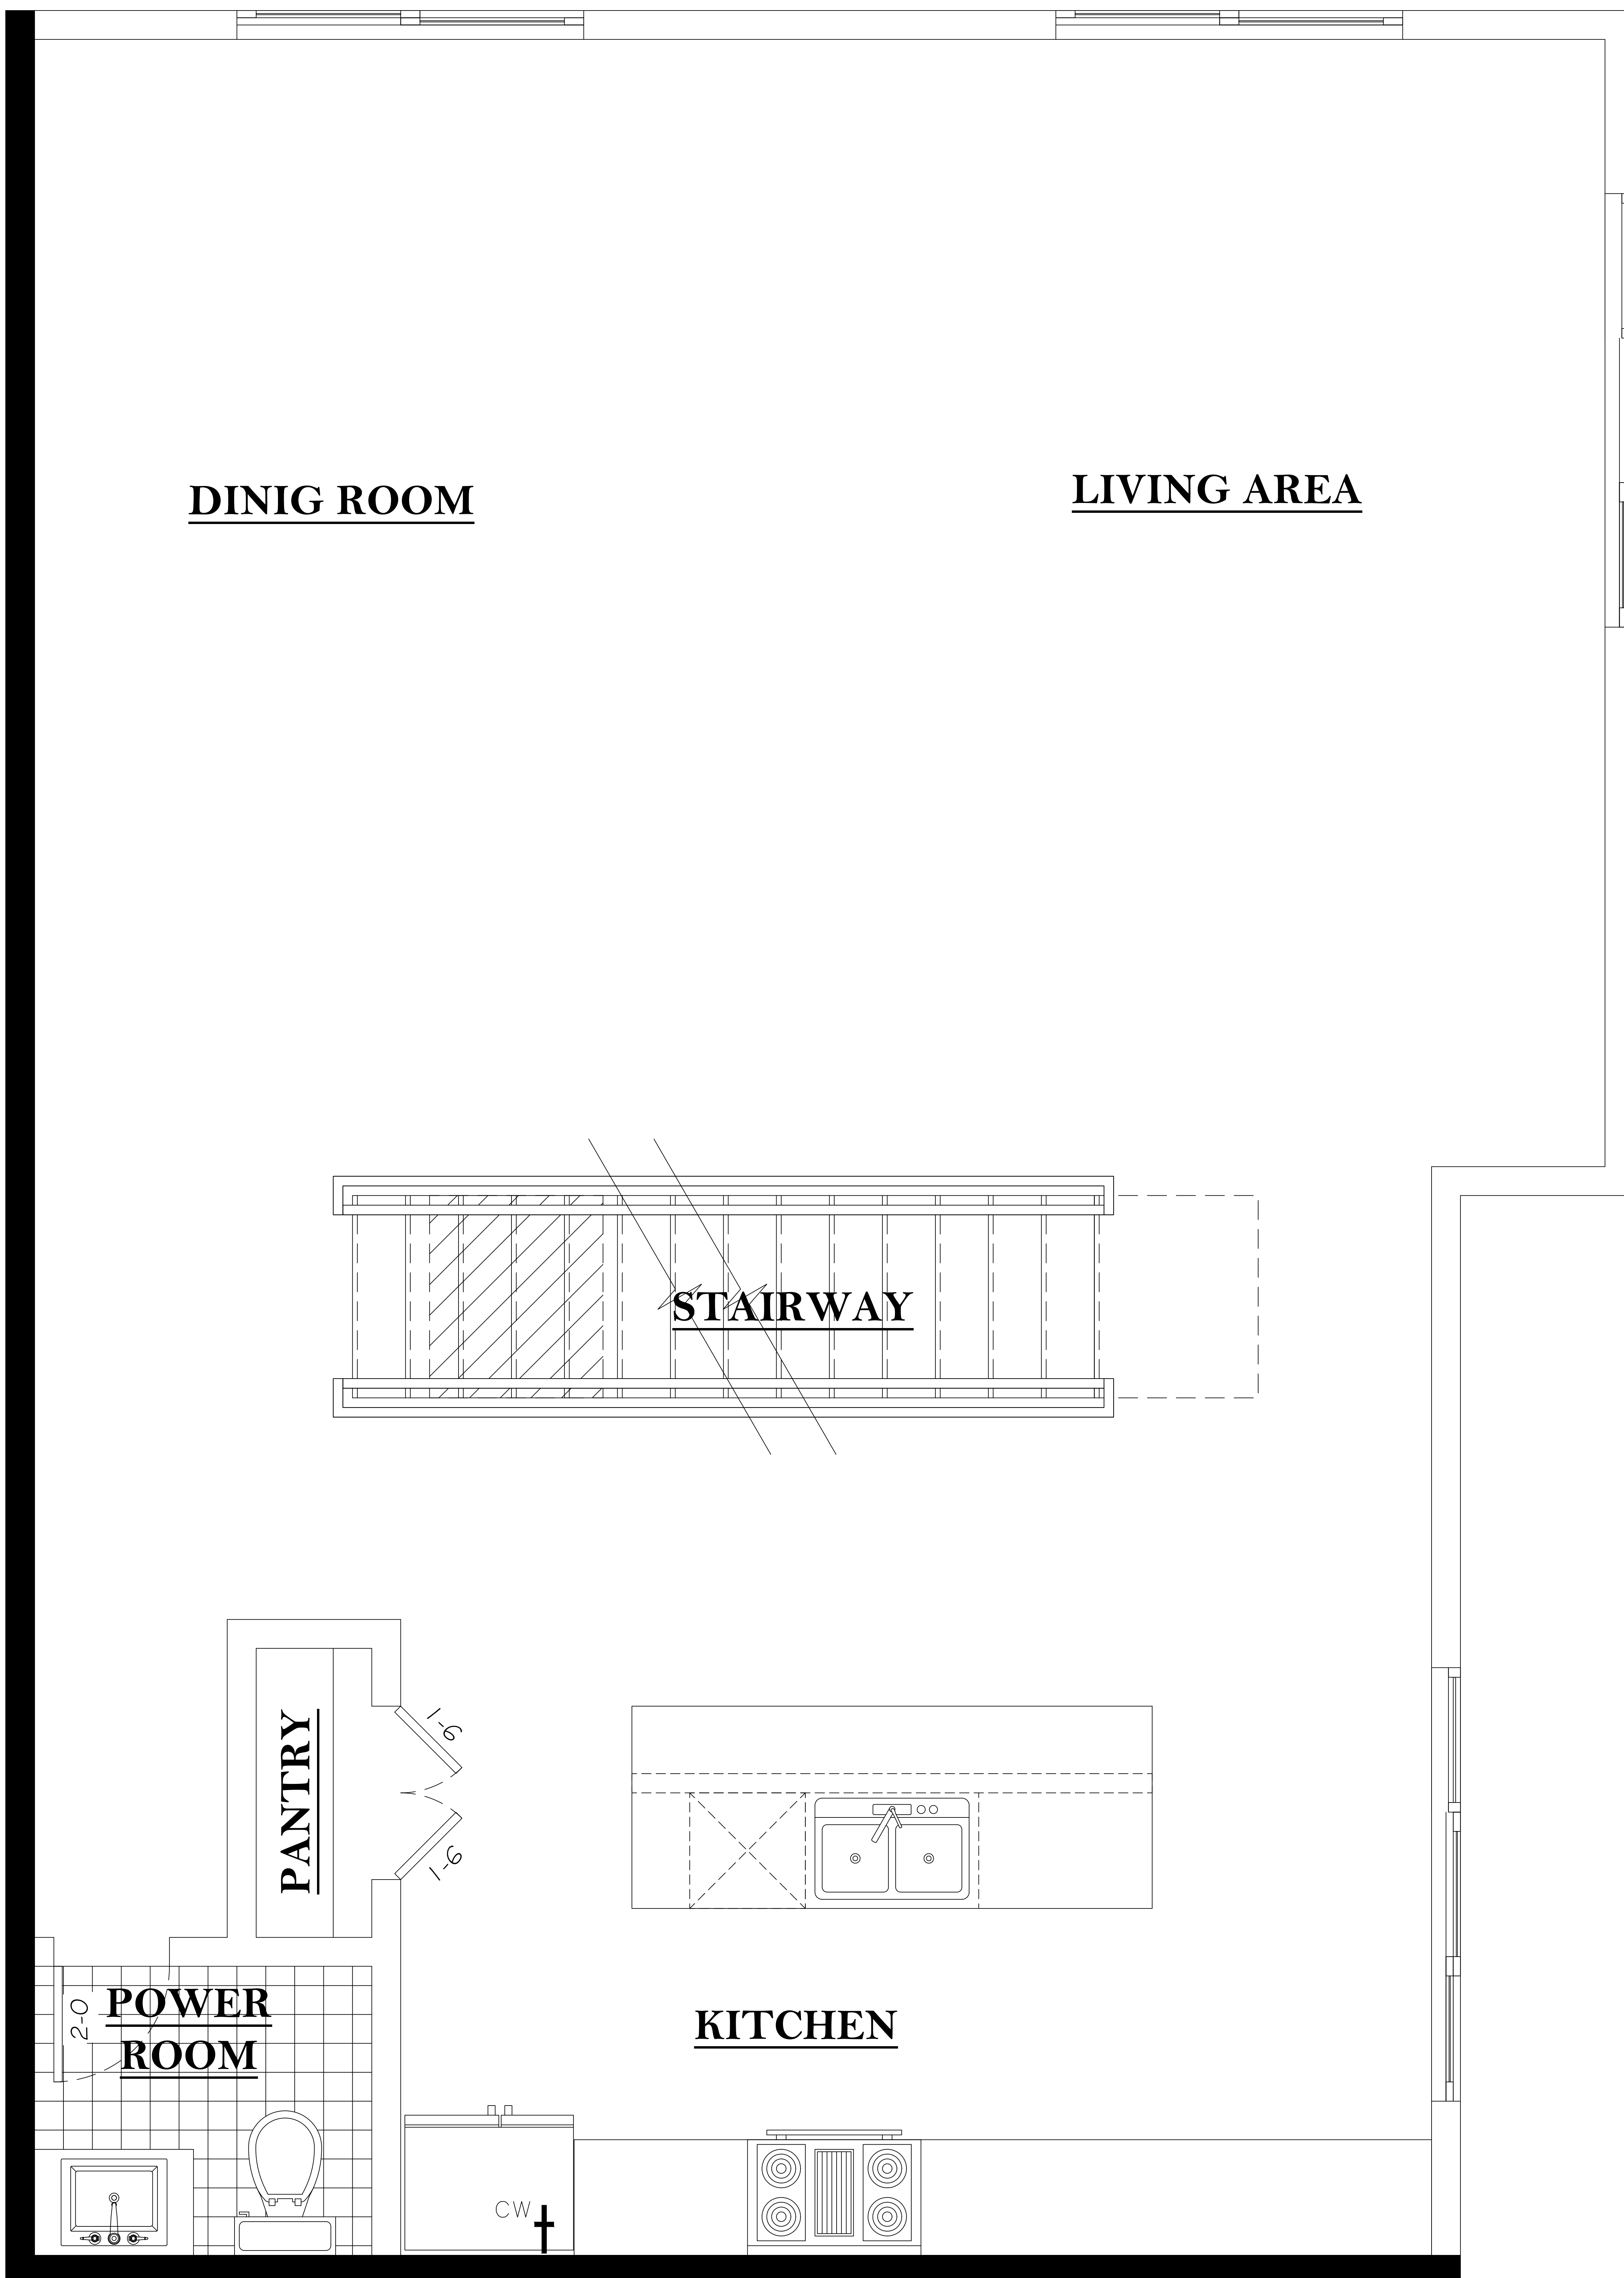 DINIG ROOM
LIVING AREA
STAIRWAY
1-6
PANTRY
1-6
2-0
POWER
ROOM
KITCHEN
CW